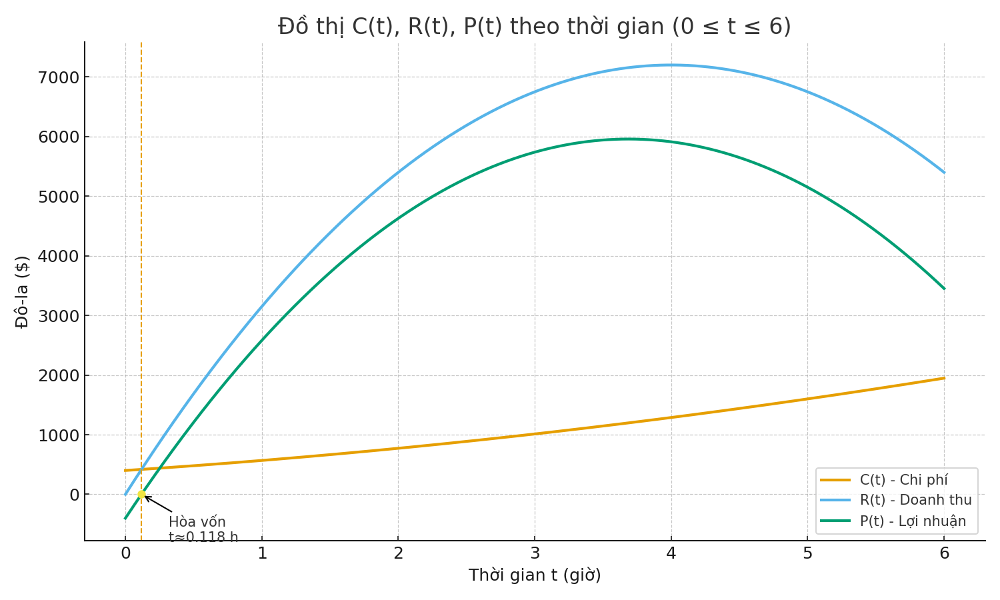 Đồ thị C(t), R(t), P(t) theo thời gian (0 ≤ t ≤ 6)
Đô-la ($)
7000
6000
5000
4000
3000
2000
1000
0
Hòa vốn
t≈0.118 h
C(t) - Chi phí
R(t) - Doanh thu
P(t) - Lợi nhuận
0 1 2 3 4 5 6
Thời gian t (giờ)